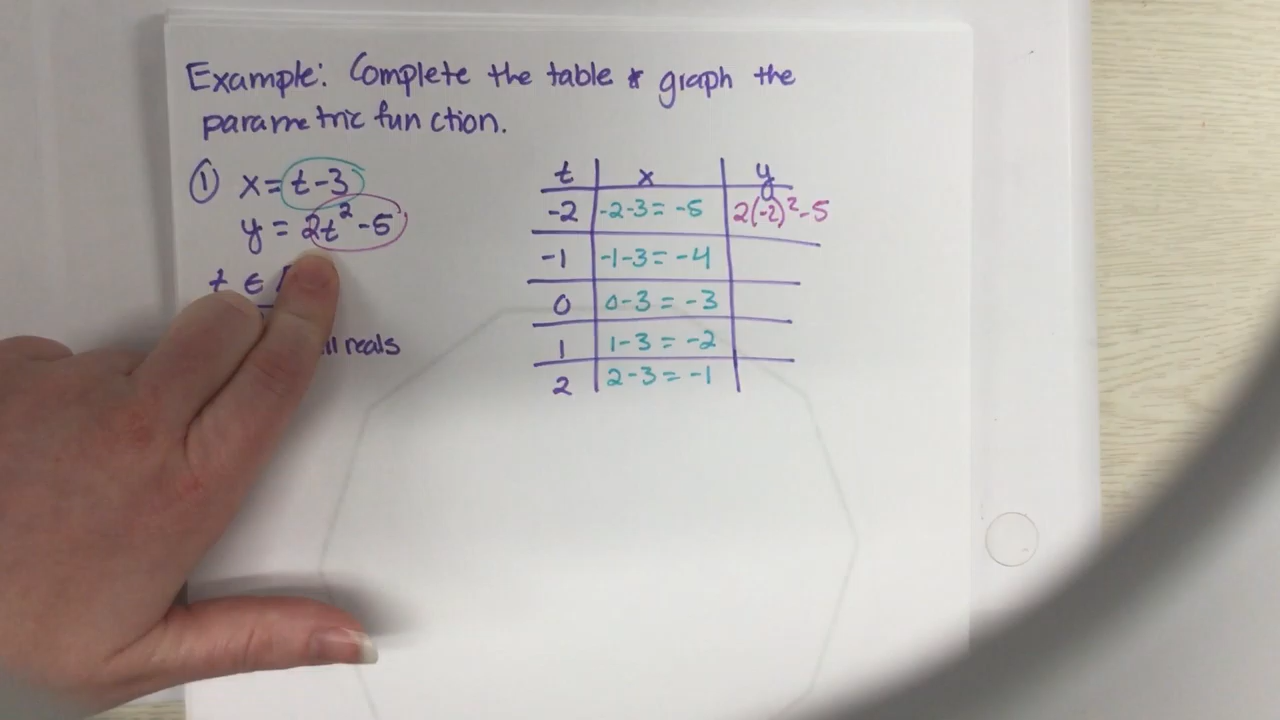 Example: Complete the table & graph the
parametric function.
① x = t-3
y = 2t²-5
t ∈
reals
t x y
-2 -2-3 = -5 2(-2)²-5
-1 -1-3 = -4
0 0-3 = -3
1 1-3 = -2
2 2-3 = -1